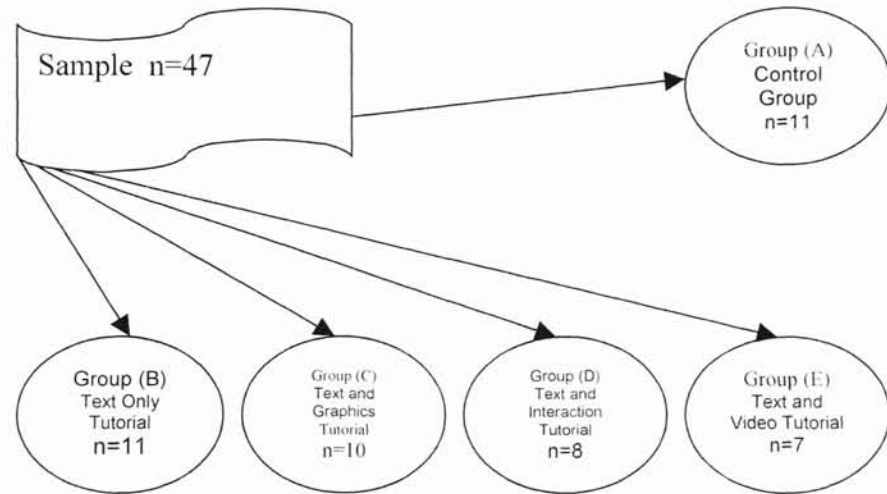 Sample n=47
Group (A)
Control
Group
n=11
Group (B)
Text Only
Tutorial
n=11
Group (C)
Text and
Graphics
Tutorial
n=10
Group (D)
Text and
Interaction
Tutorial
n=8
Group (E)
Text and
Video Tutorial
n=7